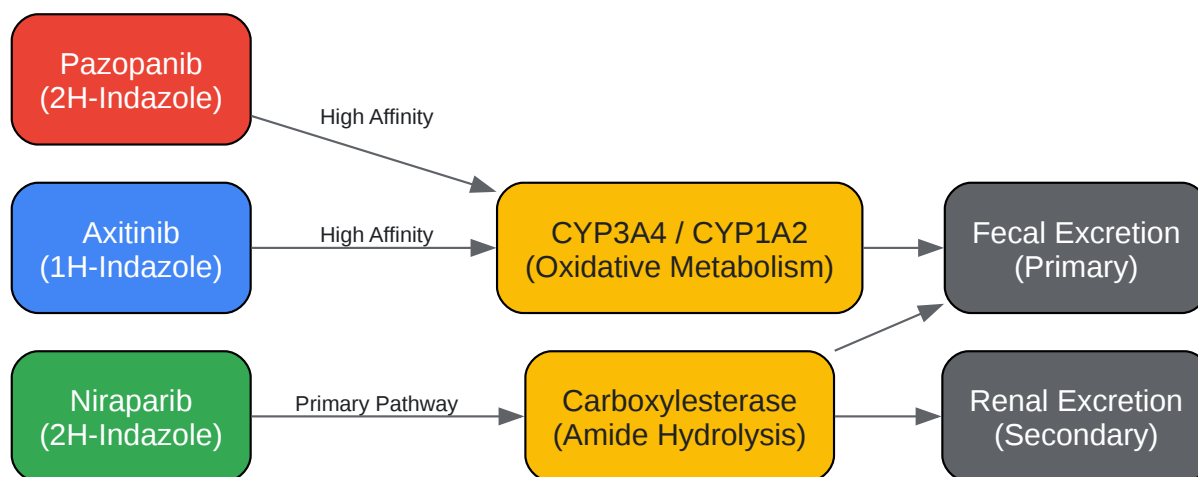 Pazopanib
(2H-Indazole)
High Affinity
Axitinib
(1H-Indazole)
High Affinity
CYP3A4 / CYP1A2
(Oxidative Metabolism)
Fecal Excretion
(Primary)
Niraparib
(2H-Indazole)
Primary Pathway
Carboxylesterase
(Amide Hydrolysis)
Renal Excretion
(Secondary)